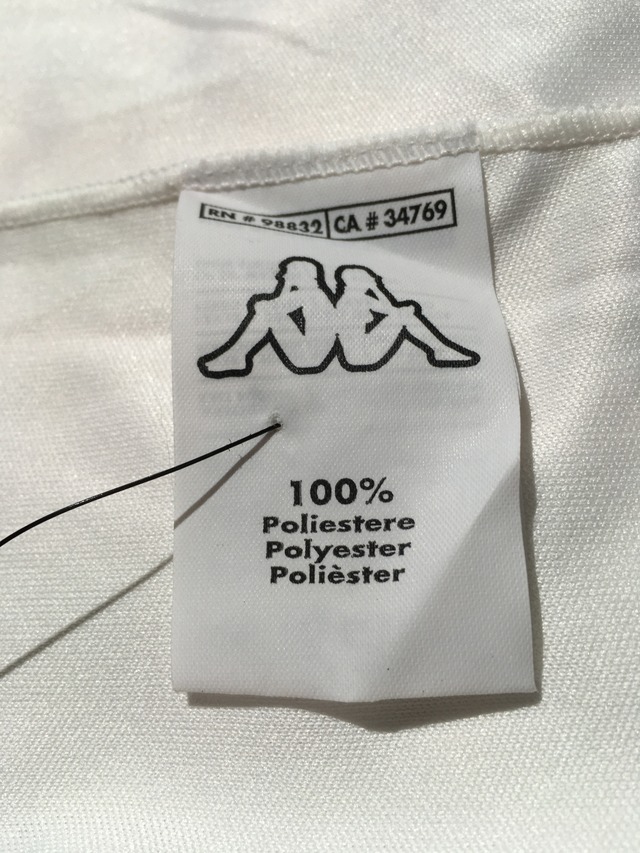 RN # 98832 CA # 34769
100%
Poliestere
Polyester
Polièster